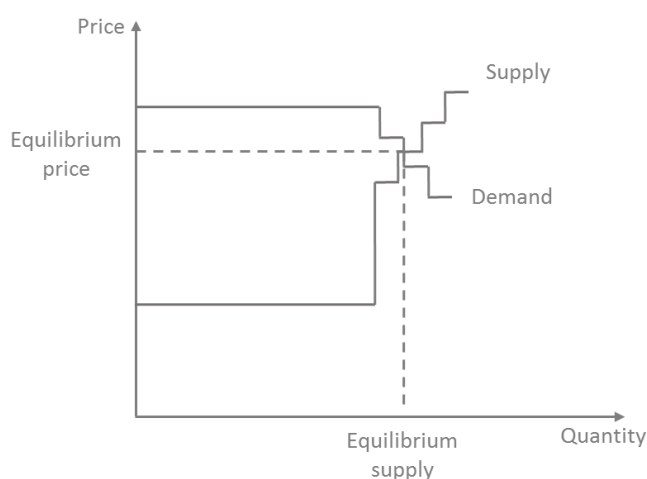 Price
Supply
Equilibrium
price
Demand
Quantity
Equilibrium
supply